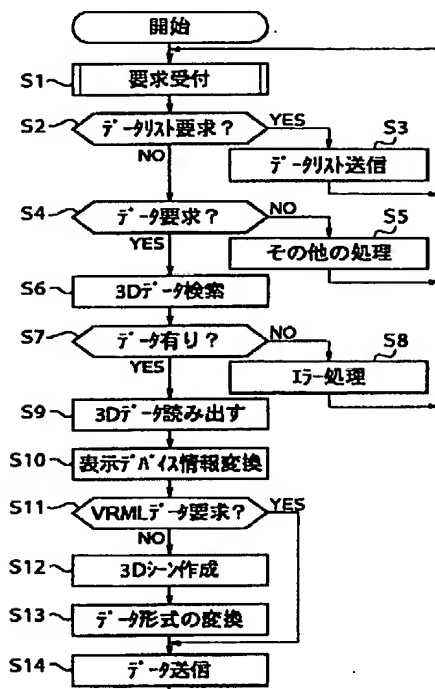 開始
S1 要求受付
S2 データリスト要求? YES
NO
S3
データリスト送信
S4 データ要求? NO
YES
S5
その他の処理
S6 3Dデータ検索
S7 データ有り? NO
YES
S8
エラー処理
S9 3Dデータ読み出す
S10 表示デバイス情報変換
S11 VRMLデータ要求? YES
NO
S12 3Dシーン作成
S13 データ形式の変換
S14 データ送信